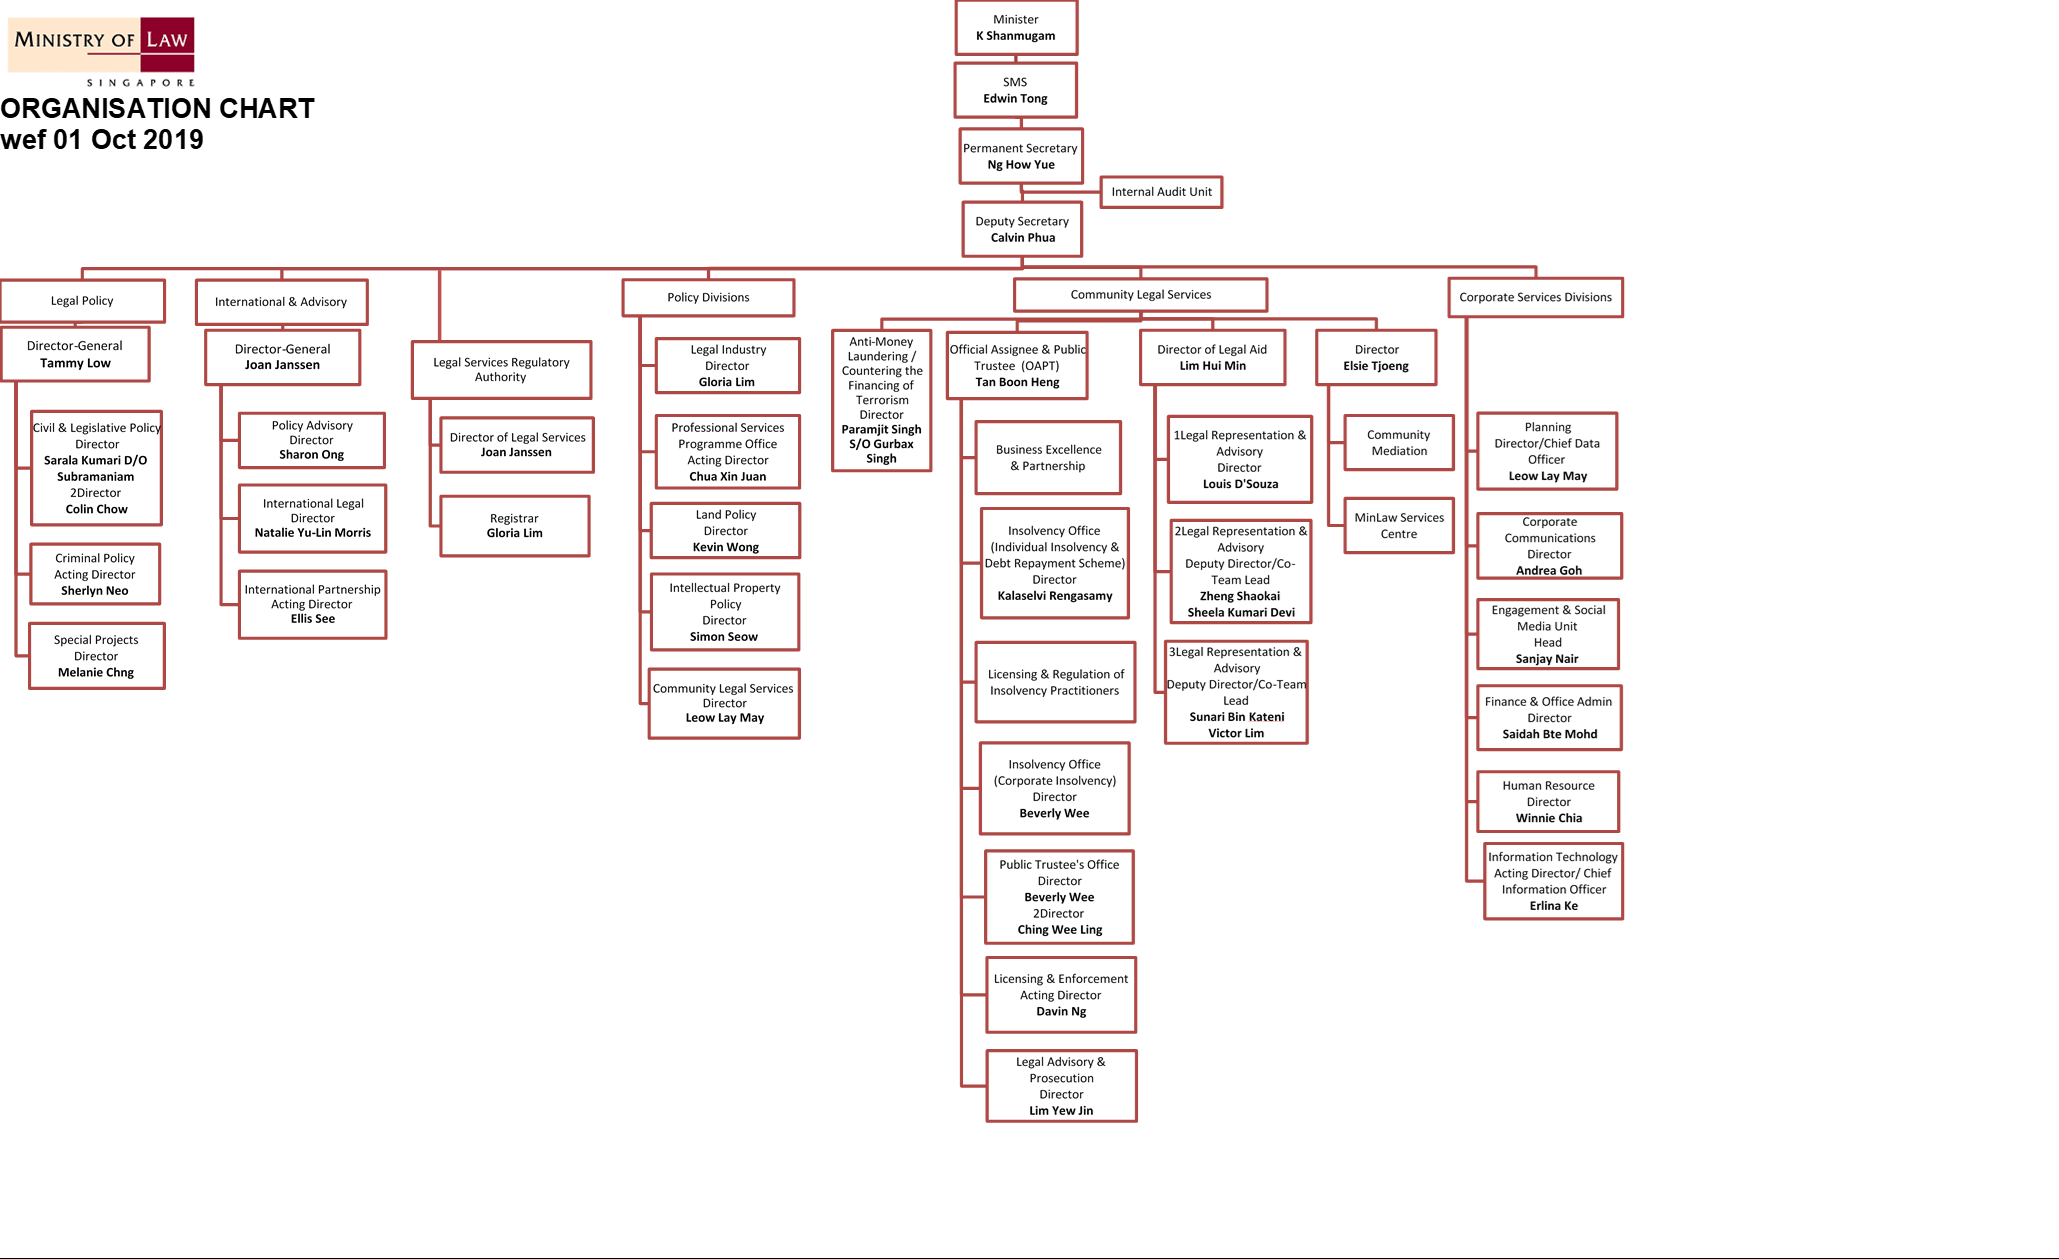 MINISTRY OF LAW
SINGAPORE
ORGANISATION CHART
wef 01 Oct 2019
Minister
K Shanmugam
SMS
Edwin Tong
Permanent Secretary
Ng How Yue
Internal Audit Unit
Deputy Secretary
Calvin Phua
Legal Policy
Director-General
Tammy Low
Civil & Legislative Policy
Director
Sarala Kumari D/O
Subramaniam
2Director
Colin Chow
Criminal Policy
Acting Director
Sherlyn Neo
Special Projects
Director
Melanie Chng
International & Advisory
Director-General
Joan Janssen
Policy Advisory
Director
Sharon Ong
International Legal
Director
Natalie Yu-Lin Morris
International Partnership
Acting Director
Ellis See
Legal Services Regulatory
Authority
Director of Legal Services
Joan Janssen
Registrar
Gloria Lim
Policy Divisions
Legal Industry
Director
Gloria Lim
Professional Services
Programme Office
Acting Director
Chua Xin Juan
Land Policy
Director
Kevin Wong
Intellectual Property
Policy
Director
Simon Seow
Community Legal Services
Director
Leow Lay May
Community Legal Services
Anti-Money
Laundering /
Countering the
Financing of
Terrorism
Director
Paramjit Singh
S/O Gurbax
Singh
Official Assignee & Public
Trustee (OAPT)
Tan Boon Heng
Business Excellence
& Partnership
Insolvency Office
(Individual Insolvency &
Debt Repayment Scheme)
Director
Kalaselvi Rengasamy
Licensing & Regulation of
Insolvency Practitioners
Insolvency Office
(Corporate Insolvency)
Director
Beverly Wee
Public Trustee's Office
Director
Beverly Wee
2Director
Ching Wee Ling
Licensing & Enforcement
Acting Director
Davin Ng
Legal Advisory &
Prosecution
Director
Lim Yew Jin
Director of Legal Aid
Lim Hui Min
1Legal Representation &
Advisory
Director
Louis D'Souza
2Legal Representation &
Advisory
Deputy Director/Co-
Team Lead
Zheng Shaokai
Sheela Kumari Devi
3Legal Representation &
Advisory
Deputy Director/Co-Team
Lead
Sunari Bin Kateni
Victor Lim
Director
Elsie Tjoeng
Community
Mediation
MinLaw Services
Centre
Corporate Services Divisions
Planning
Director/Chief Data
Officer
Leow Lay May
Corporate
Communications
Director
Andrea Goh
Engagement & Social
Media Unit
Head
Sanjay Nair
Finance & Office Admin
Director
Saidah Bte Mohd
Human Resource
Director
Winnie Chia
Information Technology
Acting Director/ Chief
Information Officer
Erlina Ke